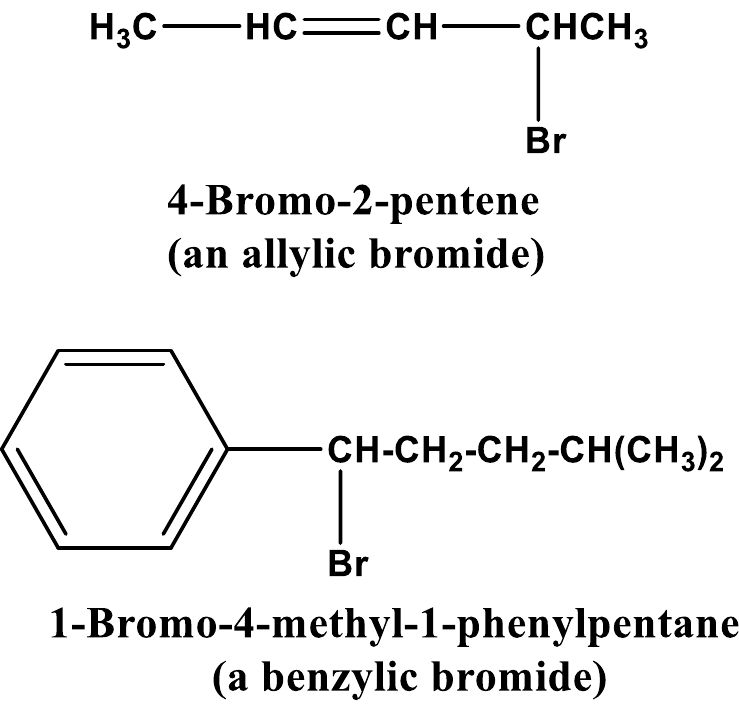 H₃C HC CH CHCH₃
Br
4-Bromo-2-pentene
(an allylic bromide)
CH-CH₂-CH₂-CH(CH₃)₂
Br
1-Bromo-4-methyl-1-phenylpentane
(a benzylic bromide)